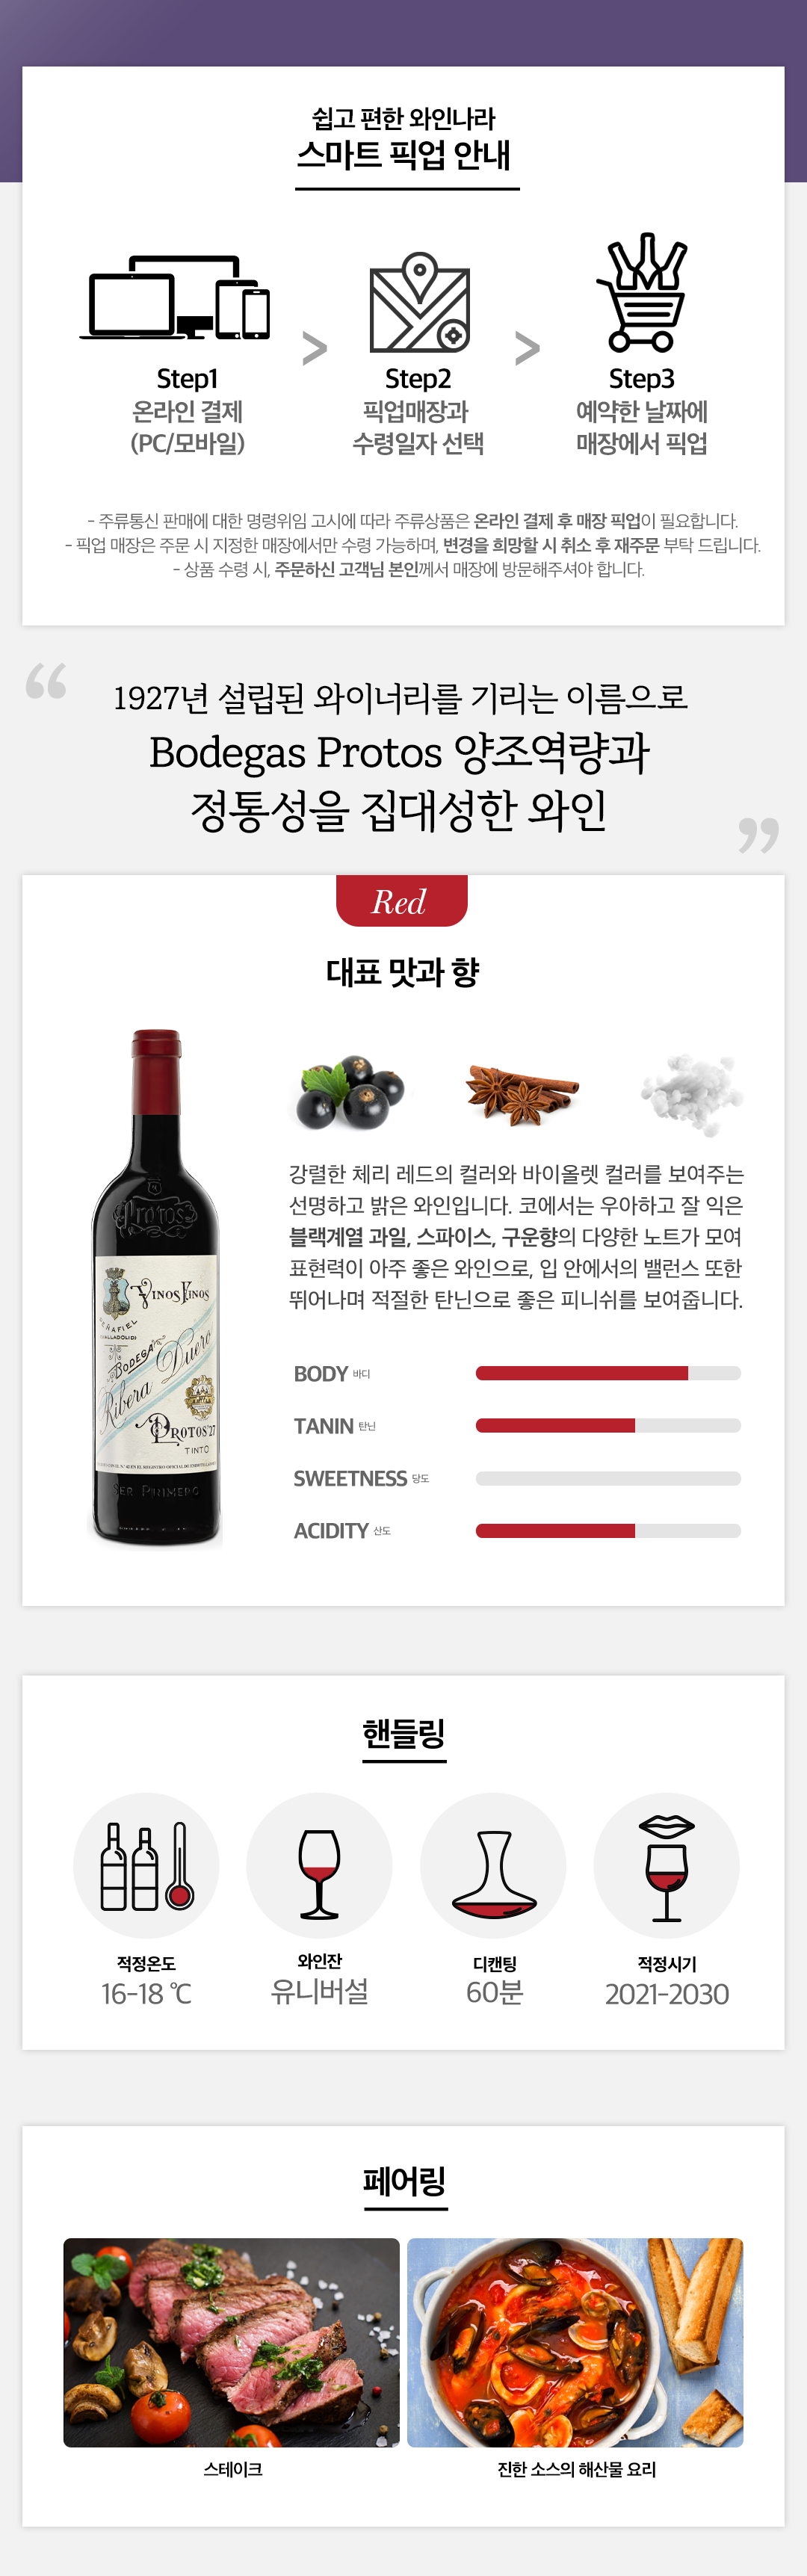 쉽고 편한 와인나라
스마트 픽업 안내
>
>
Step1
온라인 결제
(PC/모바일)
Step2
픽업매장과
수령일자 선택
Step3
예약한 날짜에
매장에서 픽업
- 주류통신 판매에 대한 명령위임 고시에 따라 주류상품은 온라인 결제 후 매장 픽업이 필요합니다.
- 픽업 매장은 주문 시 지정한 매장에서만 수령 가능하며, 변경을 희망할 시 취소 후 재주문 부탁 드립니다.
- 상품 수령 시, 주문하신 고객님 본인께서 매장에 방문해주셔야 합니다.
“
1927년 설립된 와이너리를 기리는 이름으로
Bodegas Protos 양조역량과
정통성을 집대성한 와인
”
Red
대표 맛과 향
강렬한 체리 레드의 컬러와 바이올렛 컬러를 보여주는
선명하고 밝은 와인입니다. 코에서는 우아하고 잘 익은
블랙계열 과일, 스파이스, 구운향의 다양한 노트가 모여
표현력이 아주 좋은 와인으로, 입 안에서의 밸런스 또한
뛰어나며 적절한 탄닌으로 좋은 피니쉬를 보여줍니다.
Protos
VINOS FINOS
PEÑAFIEL
VALLADOLID
BODEGA
Ribera Duero
PROTOS'27
TINTO
SER PRIMERO
BODY 바디
TANIN 탄닌
SWEETNESS 당도
ACIDITY 산도
핸들링
적정온도
16-18 ℃
와인잔
유니버설
디캔팅
60분
적정시기
2021-2030
페어링
스테이크
진한 소스의 해산물 요리